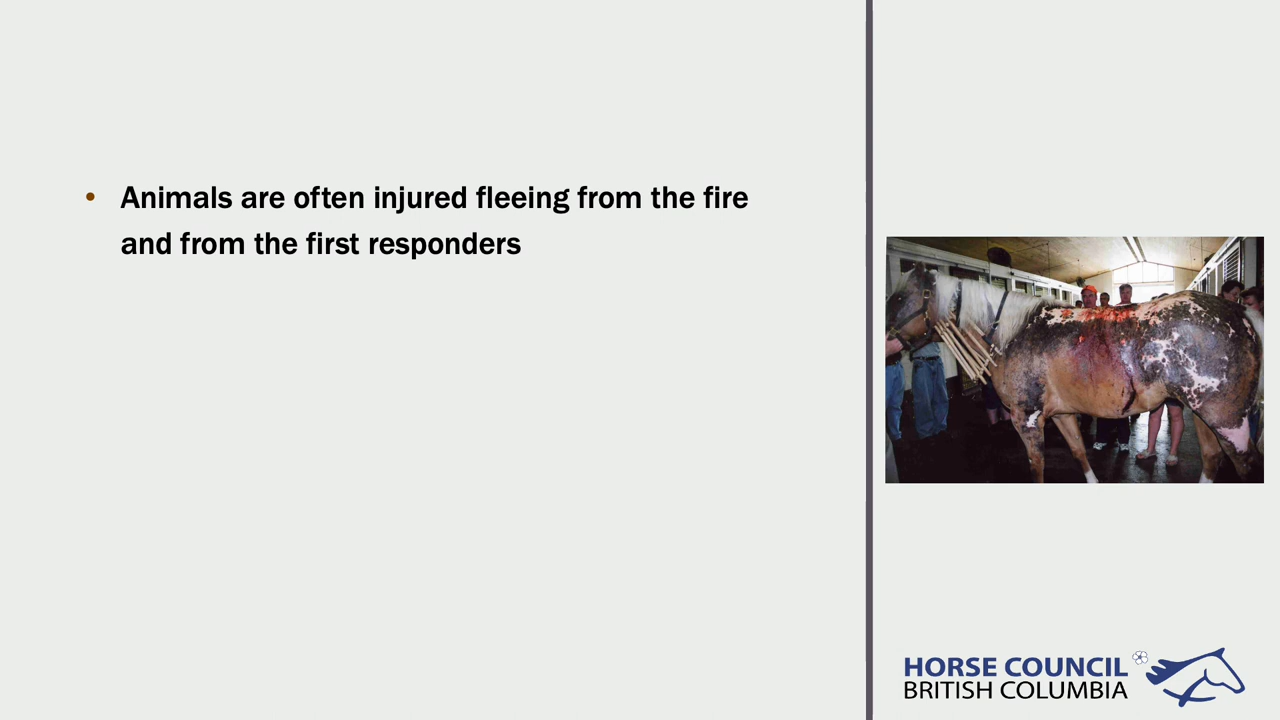 • Animals are often injured fleeing from the fire
and from the first responders
HORSE COUNCIL
BRITISH COLUMBIA